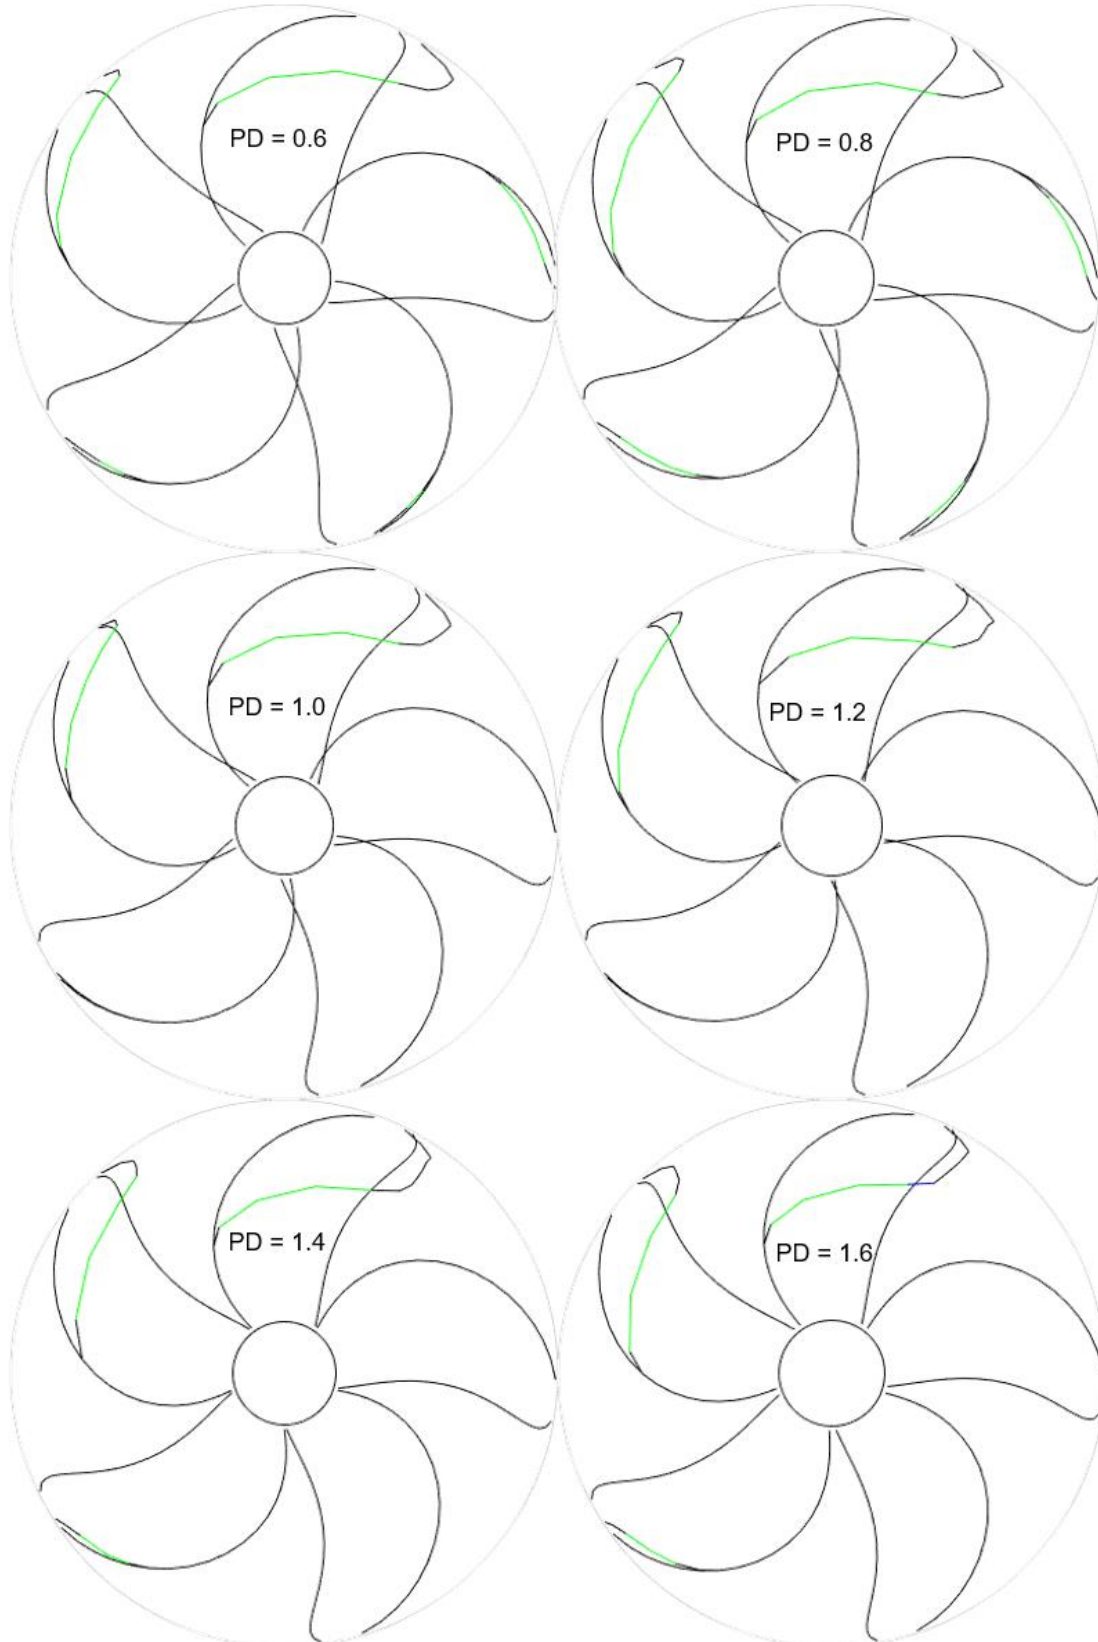 PD = 0.6
PD = 0.8
PD = 1.0
PD = 1.2
PD = 1.4
PD = 1.6